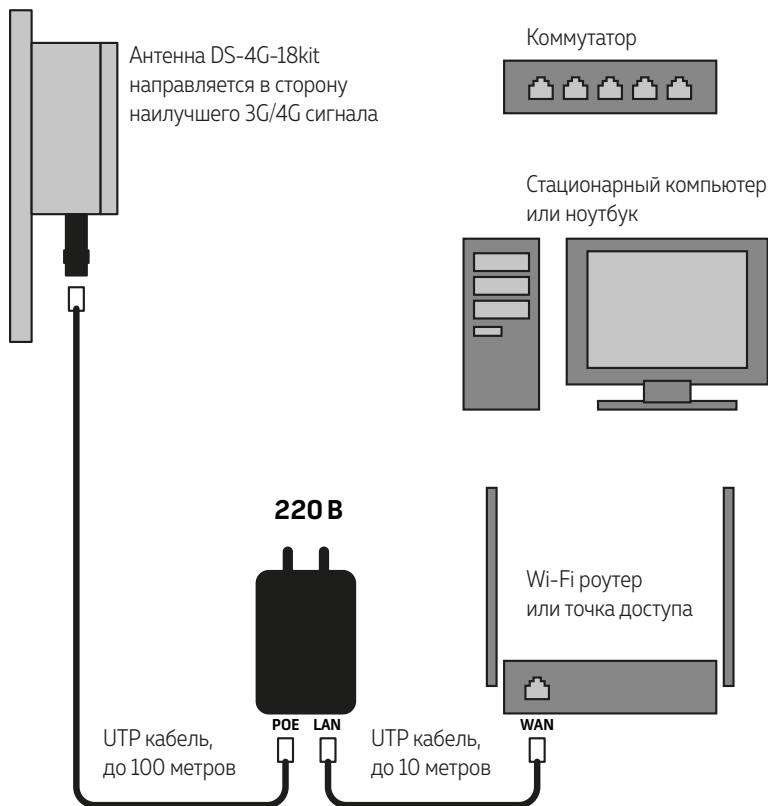 Антенна DS-4G-18kit
направляется в сторону
наилучшего 3G/4G сигнала
Коммутатор
Стационарный компьютер
или ноутбук
220 В
Wi-Fi роутер
или точка доступа
POE LAN
WAN
UTP кабель,
до 100 метров
UTP кабель,
до 10 метров